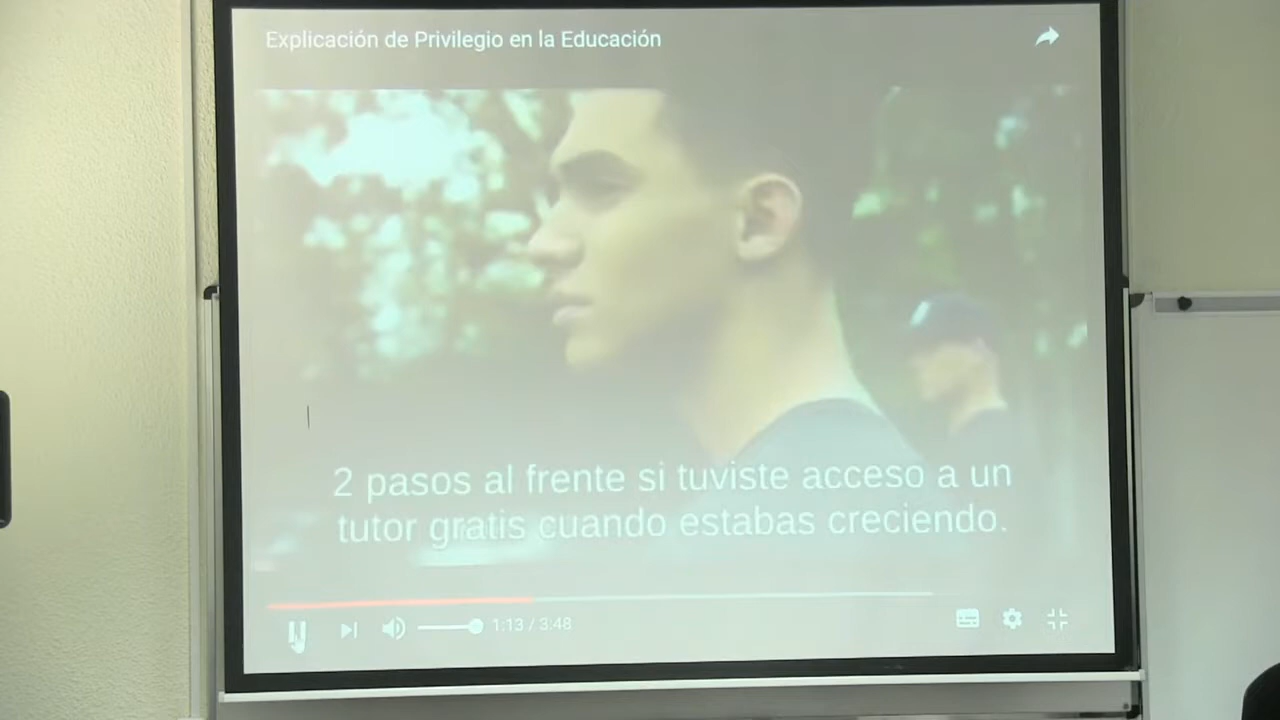 Explicación de Privilegio en la Educación
2 pasos al frente si tuviste acceso a un
tutor gratis cuando estabas creciendo.
1:13 / 3:48